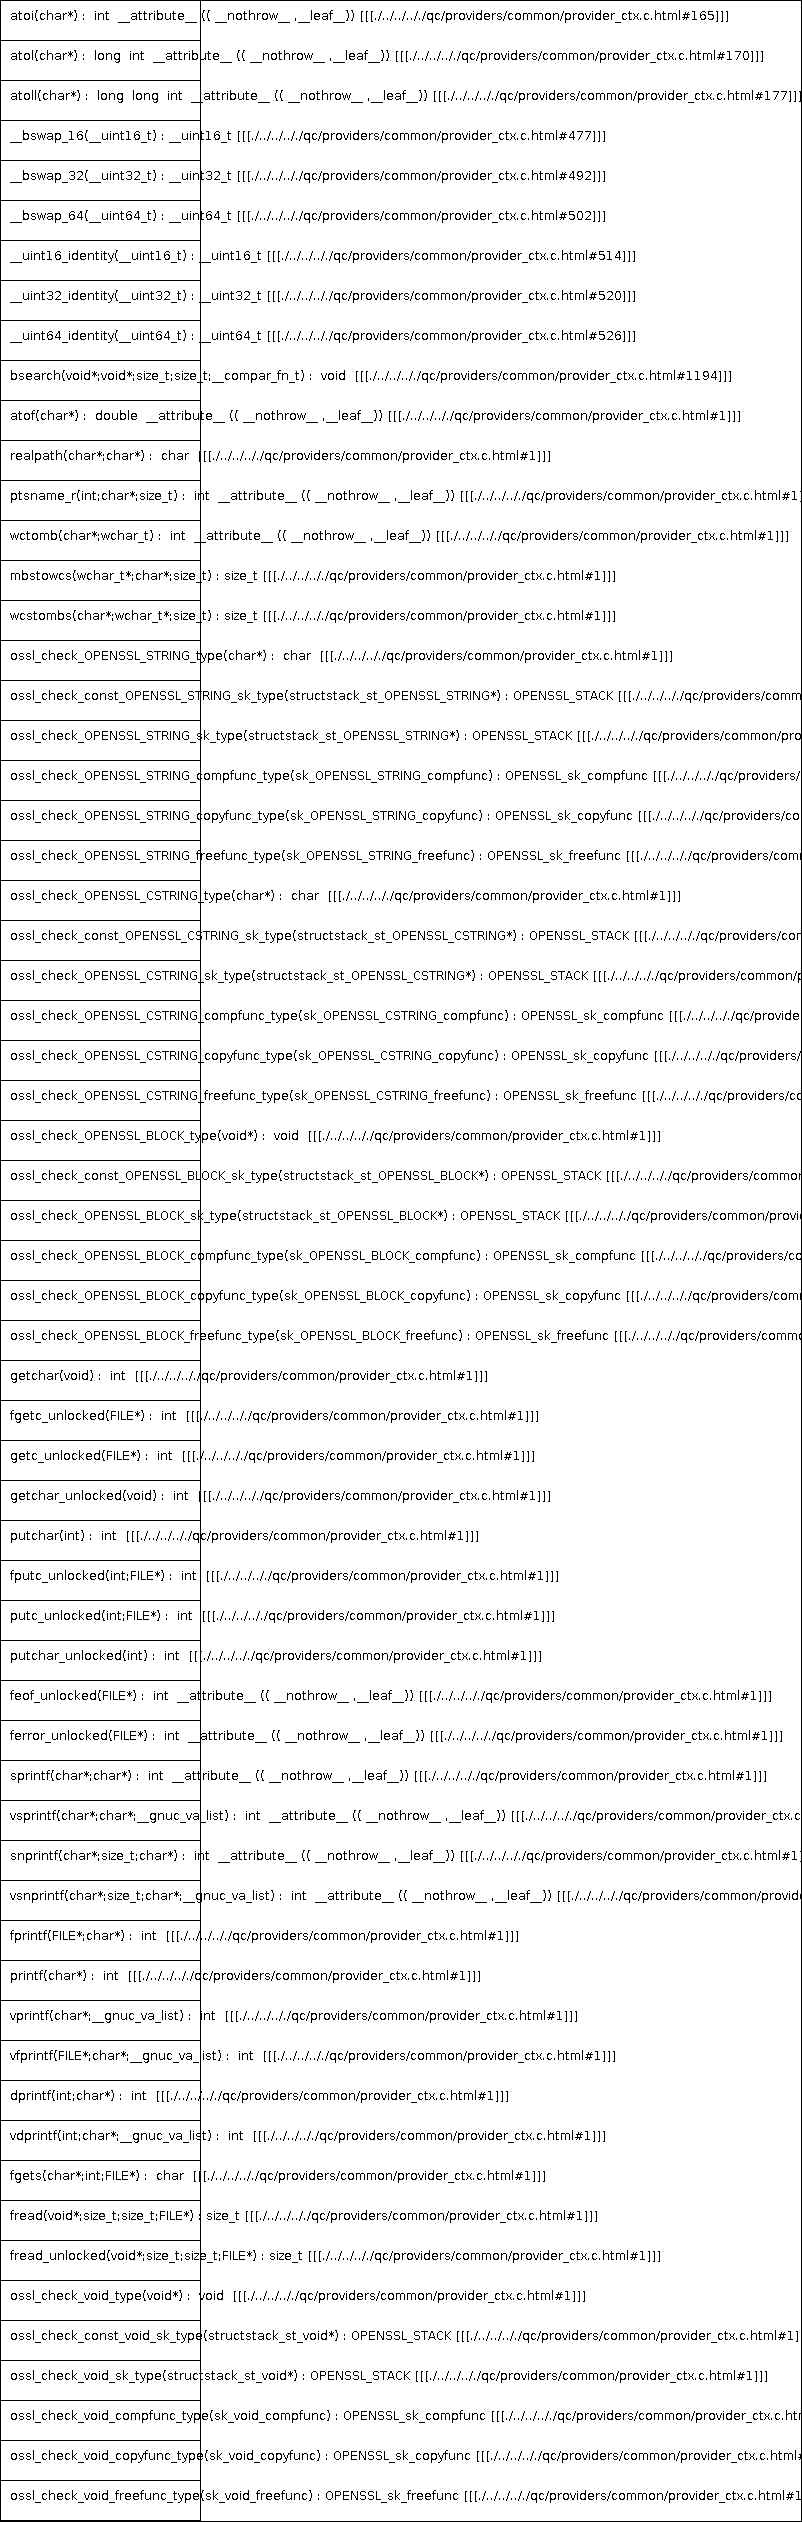 atoi(char*) : int __attribute__ (( __nothrow__ ,__leaf__)) [[[./../../../qc/providers/common/provider_ctx.c.html#165]]]
atol(char*) : long int __attribute__ (( __nothrow__ ,__leaf__)) [[[./../../../qc/providers/common/provider_ctx.c.html#170]]]
atoll(char*) : long long int __attribute__ (( __nothrow__ ,__leaf__)) [[[./../../.././qc/providers/common/provider_ctx.c.html#177]]]
__bswap_16(__uint16_t) : __uint16_t [[[./../../.././qc/providers/common/provider_ctx.c.html#477]]]
__bswap_32(__uint32_t) : __uint32_t [[[./../../.././qc/providers/common/provider_ctx.c.html#492]]]
__bswap_64(__uint64_t) : __uint64_t [[[./../../.././qc/providers/common/provider_ctx.c.html#502]]]
__uint16_identity(__uint16_t) : __uint16_t [[[./../../.././qc/providers/common/provider_ctx.c.html#514]]]
__uint32_identity(__uint32_t) : __uint32_t [[[./../../.././qc/providers/common/provider_ctx.c.html#520]]]
__uint64_identity(__uint64_t) : __uint64_t [[[./../../.././qc/providers/common/provider_ctx.c.html#526]]]
bsearch(void*;void*;size_t;size_t;__compar_fn_t) : void [[[./../../.././qc/providers/common/provider_ctx.c.html#1194]]]
atof(char*) : double __attribute__ (( __nothrow__ ,__leaf__)) [[[./../../.././qc/providers/common/provider_ctx.c.html#1]]]
realpath(char*;char*) : char [[[./../../.././qc/providers/common/provider_ctx.c.html#1]]]
ptsname_r(int;char*;size_t) : int __attribute__ (( __nothrow__ ,__leaf__)) [[[./../../.././qc/providers/common/provider_ctx.c.html#1]
wctomb(char*;wchar_t) : int __attribute__ (( __nothrow__ ,__leaf__)) [[[./../../.././qc/providers/common/provider_ctx.c.html#1]]]
mbstowcs(wchar_t*;char*;size_t) : size_t [[[./../../.././qc/providers/common/provider_ctx.c.html#1]]]
wcstombs(char*;wchar_t*;size_t) : size_t [[[./../../.././qc/providers/common/provider_ctx.c.html#1]]]
ossl_check_OPENSSL_STRING_type(char*) : char [[[./../../.././qc/providers/common/provider_ctx.c.html#1]]]
ossl_check_const_OPENSSL_STRING_sk_type(structstack_st_OPENSSL_STRING*) : OPENSSL_STACK [[[./../../.././qc/providers/comm
ossl_check_OPENSSL_STRING_sk_type(structstack_st_OPENSSL_STRING*) : OPENSSL_STACK [[[./../../.././qc/providers/common/pro
ossl_check_OPENSSL_STRING_compfunc_type(sk_OPENSSL_STRING_compfunc) : OPENSSL_sk_compfunc [[[./../../.././qc/providers/
ossl_check_OPENSSL_STRING_copyfunc_type(sk_OPENSSL_STRING_copyfunc) : OPENSSL_sk_copyfunc [[[./../../.././qc/providers/co
ossl_check_OPENSSL_STRING_freefunc_type(sk_OPENSSL_STRING_freefunc) : OPENSSL_sk_freefunc [[[./../../.././qc/providers/com
ossl_check_OPENSSL_CSTRING_type(char*) : char [[[./../../.././qc/providers/common/provider_ctx.c.html#1]]]
ossl_check_const_OPENSSL_CSTRING_sk_type(structstack_st_OPENSSL_CSTRING*) : OPENSSL_STACK [[[./../../.././qc/providers/con
ossl_check_OPENSSL_CSTRING_sk_type(structstack_st_OPENSSL_CSTRING*) : OPENSSL_STACK [[[./../../.././qc/providers/common/p
ossl_check_OPENSSL_CSTRING_compfunc_type(sk_OPENSSL_CSTRING_compfunc) : OPENSSL_sk_compfunc [[[./../../.././qc/provide
ossl_check_OPENSSL_CSTRING_copyfunc_type(sk_OPENSSL_CSTRING_copyfunc) : OPENSSL_sk_copyfunc [[[./../../.././qc/providers/
ossl_check_OPENSSL_CSTRING_freefunc_type(sk_OPENSSL_CSTRING_freefunc) : OPENSSL_sk_freefunc [[[./../../.././qc/providers/co
ossl_check_OPENSSL_BLOCK_type(void*) : void [[[./../../.././qc/providers/common/provider_ctx.c.html#1]]]
ossl_check_const_OPENSSL_BLOCK_sk_type(structstack_st_OPENSSL_BLOCK*) : OPENSSL_STACK [[[./../../.././qc/providers/common
ossl_check_OPENSSL_BLOCK_sk_type(structstack_st_OPENSSL_BLOCK*) : OPENSSL_STACK [[[./../../.././qc/providers/common/provi
ossl_check_OPENSSL_BLOCK_compfunc_type(sk_OPENSSL_BLOCK_compfunc) : OPENSSL_sk_compfunc [[[./../../.././qc/providers/co
ossl_check_OPENSSL_BLOCK_copyfunc_type(sk_OPENSSL_BLOCK_copyfunc) : OPENSSL_sk_copyfunc [[[./../../.././qc/providers/com
ossl_check_OPENSSL_BLOCK_freefunc_type(sk_OPENSSL_BLOCK_freefunc) : OPENSSL_sk_freefunc [[[./../../.././qc/providers/commo
getchar(void) : int [[[./../../.././qc/providers/common/provider_ctx.c.html#1]]]
fgetc_unlocked(FILE*) : int [[[./../../.././qc/providers/common/provider_ctx.c.html#1]]]
getc_unlocked(FILE*) : int [[[./../../.././qc/providers/common/provider_ctx.c.html#1]]]
getchar_unlocked(void) : int [[[./../../.././qc/providers/common/provider_ctx.c.html#1]]]
putchar(int) : int [[[./../../.././qc/providers/common/provider_ctx.c.html#1]]]
fputc_unlocked(int;FILE*) : int [[[./../../.././qc/providers/common/provider_ctx.c.html#1]]]
putc_unlocked(int;FILE*) : int [[[./../../.././qc/providers/common/provider_ctx.c.html#1]]]
putchar_unlocked(int) : int [[[./../../.././qc/providers/common/provider_ctx.c.html#1]]]
feof_unlocked(FILE*) : int __attribute__ (( __nothrow__ ,__leaf__)) [[[./../../.././qc/providers/common/provider_ctx.c.html#1]]]
ferror_unlocked(FILE*) : int __attribute__ (( __nothrow__ ,__leaf__)) [[[./../../.././qc/providers/common/provider_ctx.c.html#1]]]
sprintf(char*;char*) : int __attribute__ (( __nothrow__ ,__leaf__)) [[[./../../.././qc/providers/common/provider_ctx.c.html#1]]]
vsprintf(char*;char*;__gnuc_va_list) : int __attribute__ (( __nothrow__ ,__leaf__)) [[[./../../.././qc/providers/common/provider_ctx.c
snprintf(char*;size_t;char*) : int __attribute__ (( __nothrow__ ,__leaf__)) [[[./../../.././qc/providers/common/provider_ctx.c.html#1]
vsnprintf(char*;size_t;char*;__gnuc_va_list) : int __attribute__ (( __nothrow__ ,__leaf__)) [[[./../../.././qc/providers/common/provide
fprintf(FILE*;char*) : int [[[./../../.././qc/providers/common/provider_ctx.c.html#1]]]
printf(char*) : int [[[./../../.././qc/providers/common/provider_ctx.c.html#1]]]
vprintf(char*;__gnuc_va_list) : int [[[./../../.././qc/providers/common/provider_ctx.c.html#1]]]
vfprintf(FILE*;char*;__gnuc_va_list) : int [[[./../../.././qc/providers/common/provider_ctx.c.html#1]]]
dprintf(int;char*) : int [[[./../../.././qc/providers/common/provider_ctx.c.html#1]]]
vdprintf(int;char*;__gnuc_va_list) : int [[[./../../.././qc/providers/common/provider_ctx.c.html#1]]]
fgets(char*;int;FILE*) : char [[[./../../.././qc/providers/common/provider_ctx.c.html#1]]]
fread(void*;size_t;size_t;FILE*) : size_t [[[./../../.././qc/providers/common/provider_ctx.c.html#1]]]
fread_unlocked(void*;size_t;size_t;FILE*) : size_t [[[./../../.././qc/providers/common/provider_ctx.c.html#1]]]
ossl_check_void_type(void*) : void [[[./../../.././qc/providers/common/provider_ctx.c.html#1]]]
ossl_check_const_void_sk_type(structstack_st_void*) : OPENSSL_STACK [[[./../../.././qc/providers/common/provider_ctx.c.html#1]
ossl_check_void_sk_type(structstack_st_void*) : OPENSSL_STACK [[[./../../.././qc/providers/common/provider_ctx.c.html#1]]]
ossl_check_void_compfunc_type(sk_void_compfunc) : OPENSSL_sk_compfunc [[[./../../.././qc/providers/common/provider_ctx.c.htr
ossl_check_void_copyfunc_type(sk_void_copyfunc) : OPENSSL_sk_copyfunc [[[./../../.././qc/providers/common/provider_ctx.c.html#
ossl_check_void_freefunc_type(sk_void_freefunc) : OPENSSL_sk_freefunc [[[./../../.././qc/providers/common/provider_ctx.c.html#1